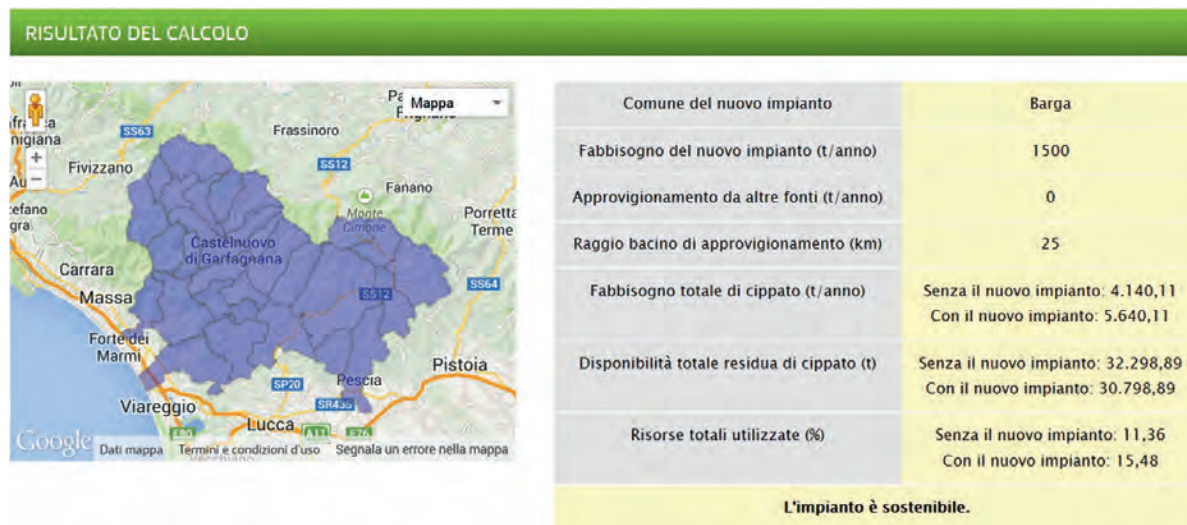 RISULTATO DEL CALCOLO
Mappa
SS63
Frassinoro
Fivizzano
SS12
Fanano
Monte
Cimone
Porretta
Terme
Castelnuovo
di Garfagnana
Carrara
SS64
Massa
SS12
Forte dei
Marmi
Pistoia
SP20
Pescia
Viareggio
SR435
Lucca
E80
A11
E76
Google
Dati mappa
Termini e condizioni d'uso
Segnala un errore nella mappa
Comune del nuovo impianto
Barga
Fabbisogno del nuovo impianto (t/anno)
1500
Approvigionamento da altre fonti (t/anno)
0
Raggio bacino di approvigionamento (km)
25
Fabbisogno totale di cippato (t/anno)
Senza il nuovo impianto: 4.140,11
Con il nuovo impianto: 5.640,11
Disponibilità totale residua di cippato (t)
Senza il nuovo impianto: 32.298,89
Con il nuovo impianto: 30.798,89
Risorse totali utilizzate (%)
Senza il nuovo impianto: 11,36
Con il nuovo impianto: 15,48
L'impianto è sostenibile.